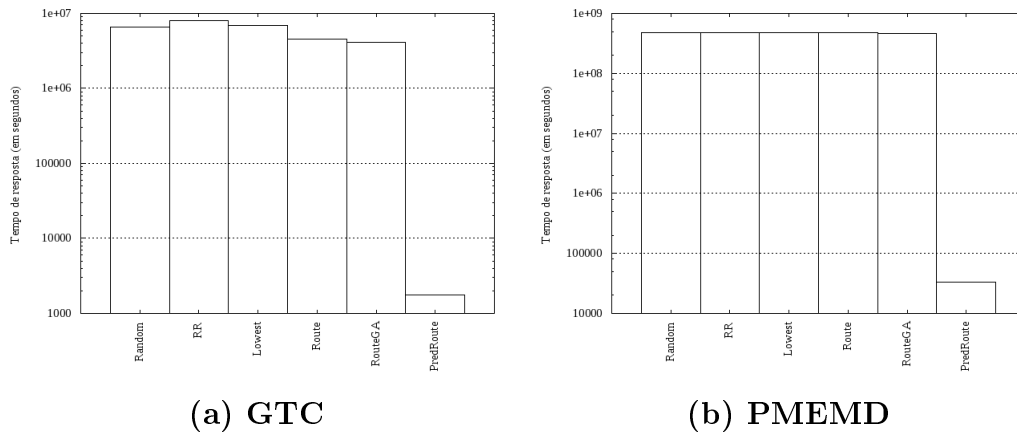 1e+07
1e+06
100000
10000
1000
Tempo de resposta (em segundos)
Random
RR
Lowest
Route
RouteGA
PredRoute
(a) GTC
1e+09
1e+08
1e+07
1e+06
100000
10000
Tempo de resposta (em segundos)
Random
RR
Lowest
Route
RouteGA
PredRoute
(b) PMEMD